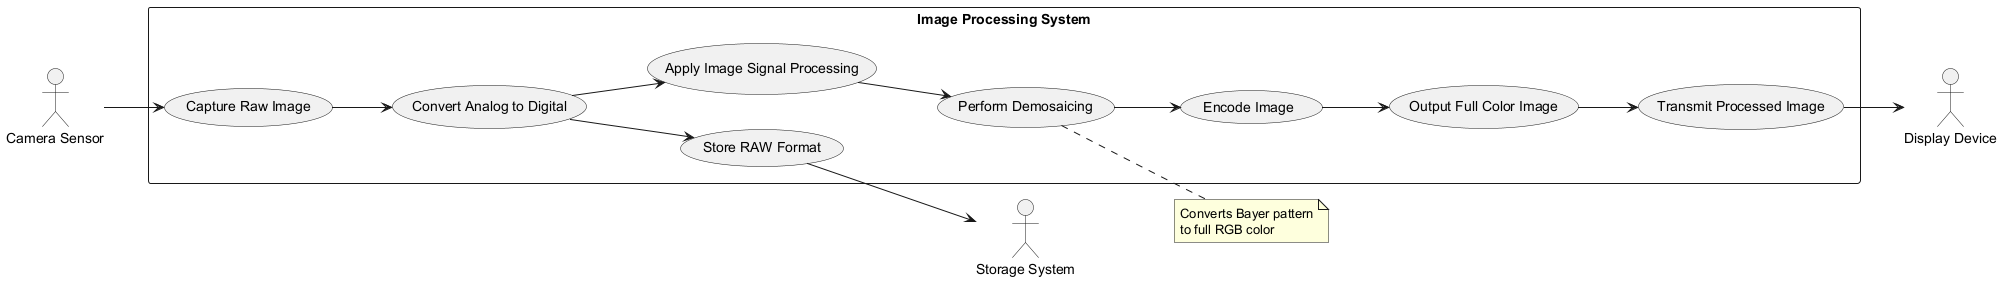 Image Processing System
Camera Sensor
Capture Raw Image
Convert Analog to Digital
Apply Image Signal Processing
Store RAW Format
Perform Demosaicing
Encode Image
Output Full Color Image
Transmit Processed Image
Display Device
Storage System
Converts Bayer pattern
to full RGB color